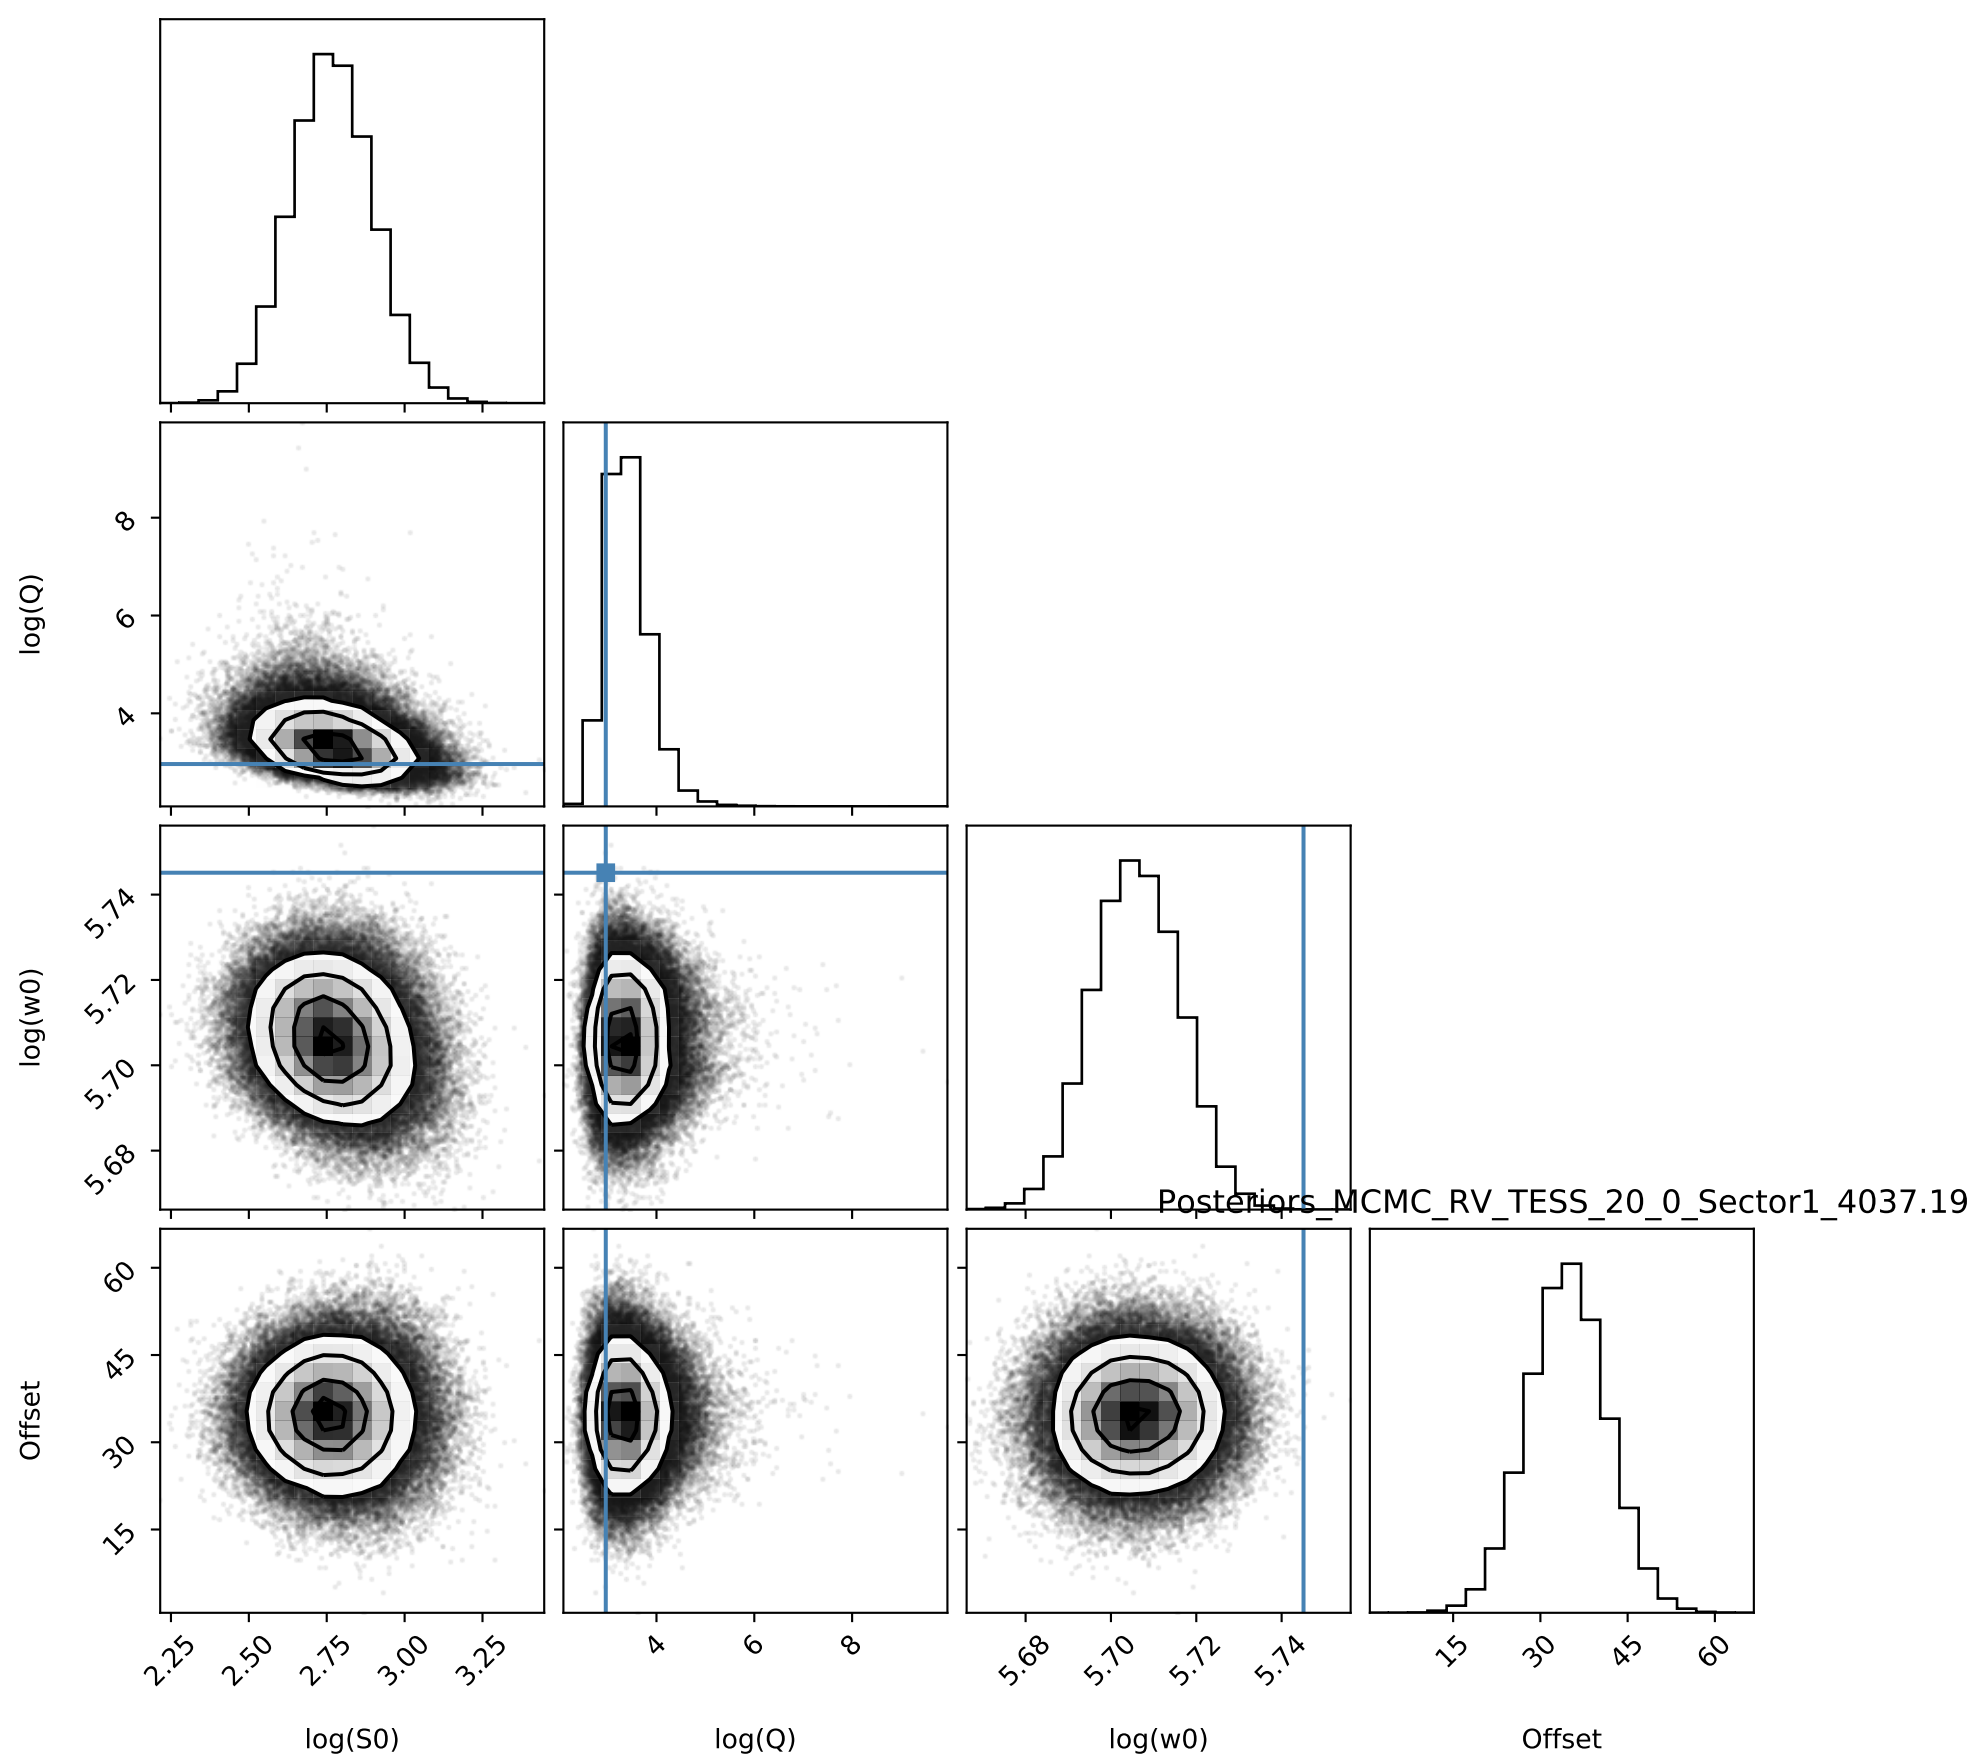 8
6
4
log(Q)
5.74
5.72
5.70
5.68
log(w0)
Posteriors_MCMC_RV_TESS_20_0_Sector1_4037.19
60
45
30
15
Offset
2.25 2.50 2.75 3.00 3.25 4 6 8 5.68 5.70 5.72 5.74 15 30 45 60
log(S0) log(Q) log(w0) Offset